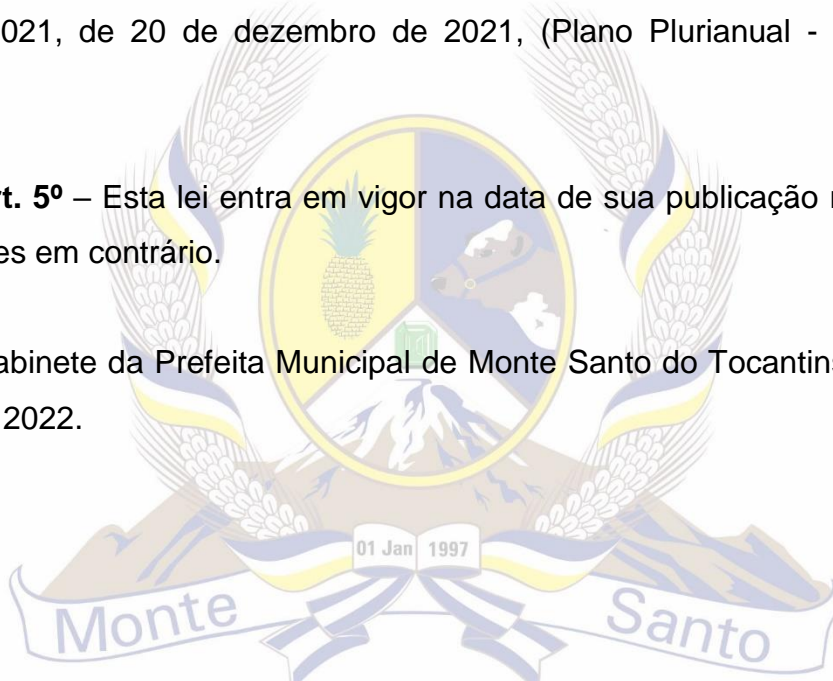 021, de 20 de dezembro de 2021, (Plano Plurianual -
t. 5º – Esta lei entra em vigor na data de sua publicação
es em contrário.
abinete da Prefeita Municipal de Monte Santo do Tocantins
2022.
01 Jan 1997
Monte Santo